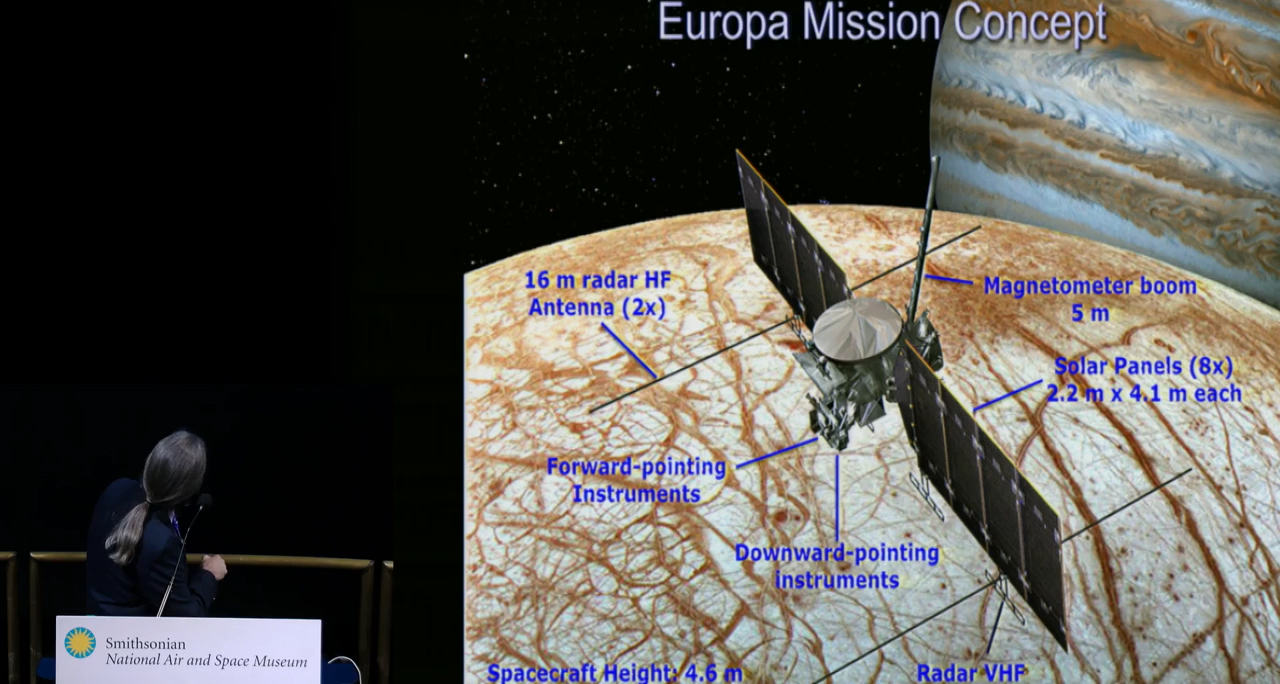 Europa Mission Concept
16 m radar HF
Antenna (2x)
Magnetometer boom
5 m
Solar Panels (8x)
2.2 m x 4.1 m each
Forward-pointing
Instruments
Downward-pointing
instruments
Spacecraft Height: 4.6 m
Radar VHF
Smithsonian
National Air and Space Museum